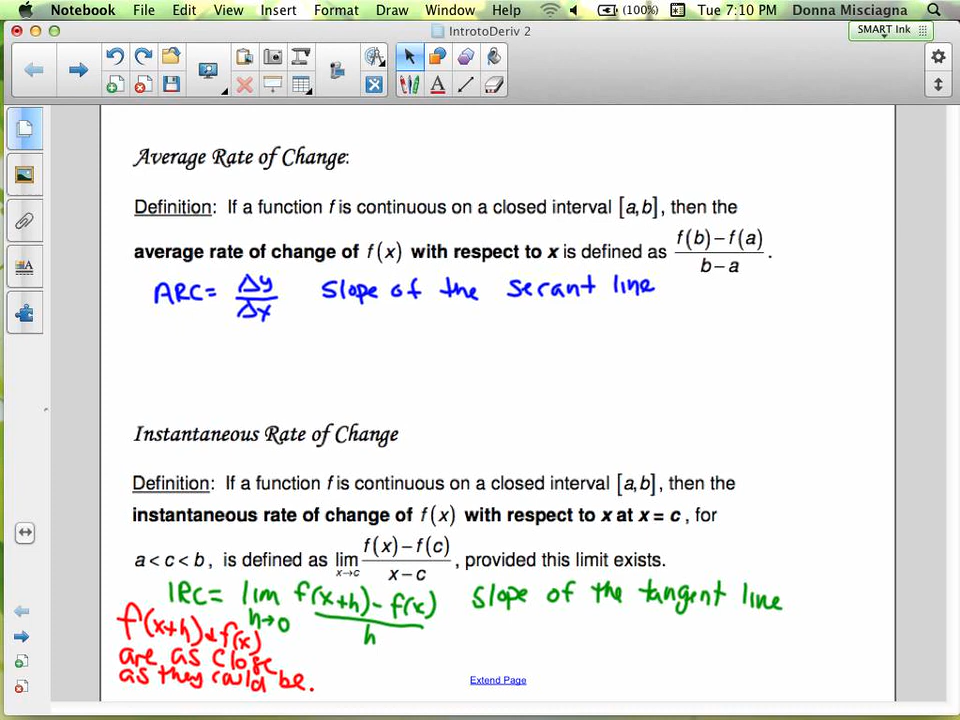 Notebook File Edit View Insert Format Draw Window Help (100%) Tue 7:10 PM Donna Misciagna
IntrotoDeriv 2
SMART Ink
Average Rate of Change:
Definition: If a function f is continuous on a closed interval [a,b], then the
average rate of change of f(x) with respect to x is defined as f(b)−f(a) / b−a .
ARC= Δy/Δx slope of the secant line
Instantaneous Rate of Change
Definition: If a function f is continuous on a closed interval [a,b], then the
instantaneous rate of change of f(x) with respect to x at x = c , for
a < c < b, is defined as lim x→c f(x)−f(c) / x−c , provided this limit exists.
IRC= lim h→0 f(x+h)-f(x) / h slope of the tangent line
f(x+h) & f(x)
are as close
as they could be.
Extend Page